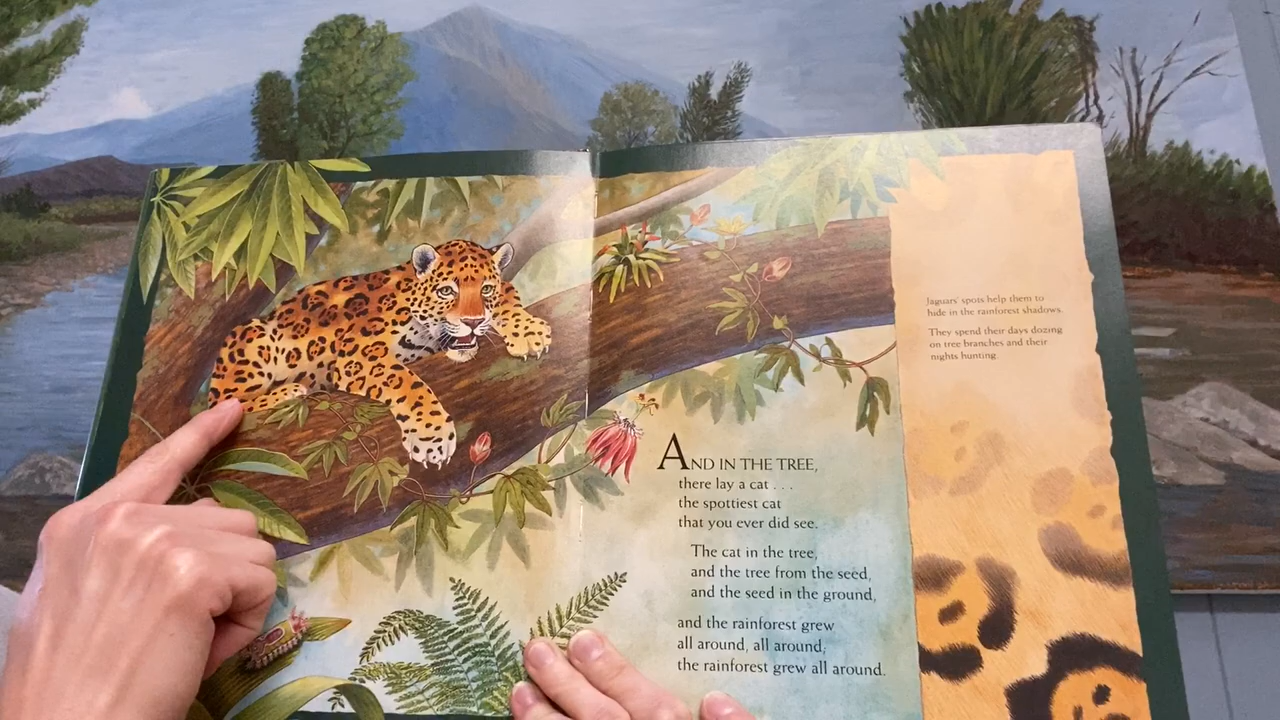 AND IN THE TREE,
there lay a cat . . .
the spottiest cat
that you ever did see.
The cat in the tree,
and the tree from the seed,
and the seed in the ground,
and the rainforest grew
all around, all around;
the rainforest grew all around.
Jaguars' spots help them to
hide in the rainforest shadows.
They spend their days dozing
on tree branches and their
nights hunting.